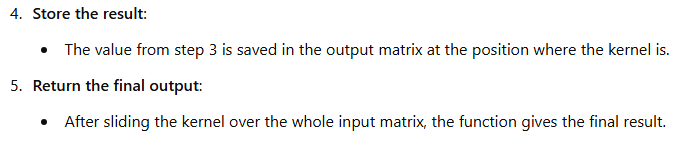 4. Store the result:
• The value from step 3 is saved in the output matrix at the position where the kernel is.
5. Return the final output:
• After sliding the kernel over the whole input matrix, the function gives the final result.